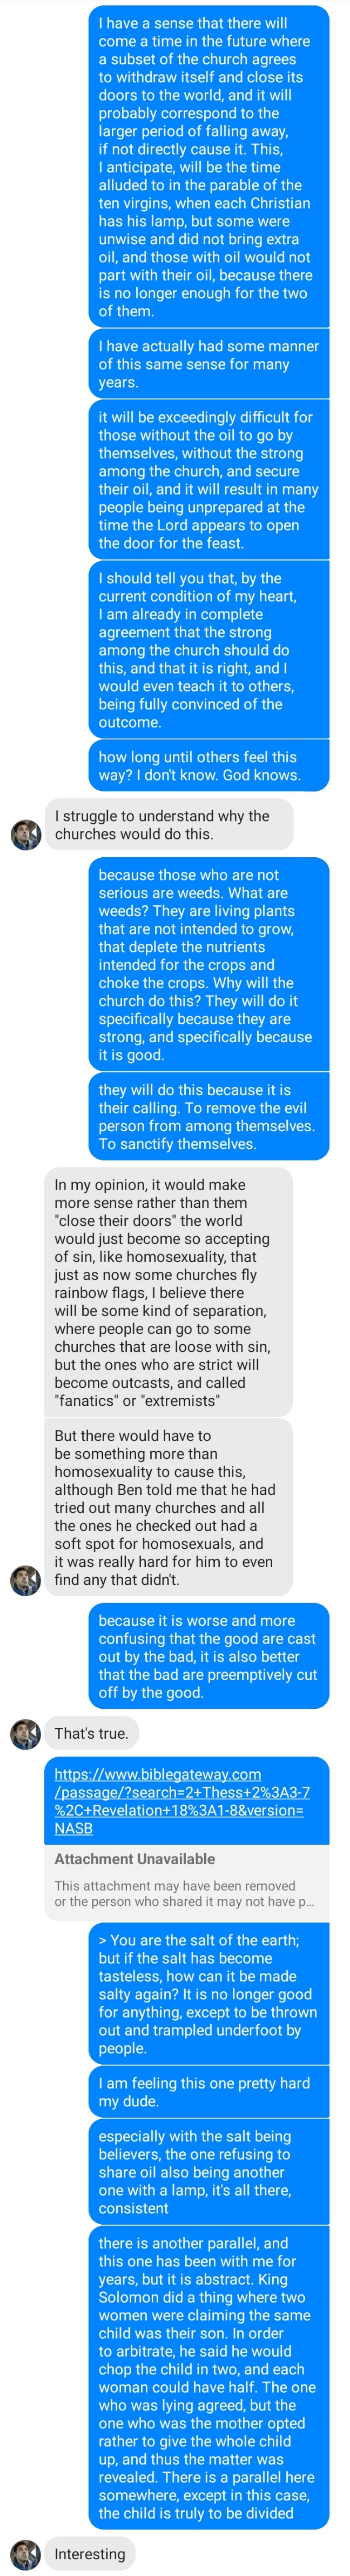 I have a sense that there will
come a time in the future where
a subset of the church agrees
to withdraw itself and close its
doors to the world, and it will
probably correspond to the
larger period of falling away,
if not directly cause it. This,
I anticipate, will be the time
alluded to in the parable of the
ten virgins, when each Christian
has his lamp, but some were
unwise and did not bring extra
oil, and those with oil would not
part with their oil, because there
is no longer enough for the two
of them.
I have actually had some manner
of this same sense for many
years.
it will be exceedingly difficult for
those without the oil to go by
themselves, without the strong
among the church, and secure
their oil, and it will result in many
people being unprepared at the
time the Lord appears to open
the door for the feast.
I should tell you that, by the
current condition of my heart,
I am already in complete
agreement that the strong
among the church should do
this, and that it is right, and I
would even teach it to others,
being fully convinced of the
outcome.
how long until others feel this
way? I don't know. God knows.
I struggle to understand why the
churches would do this.
because those who are not
serious are weeds. What are
weeds? They are living plants
that are not intended to grow,
that deplete the nutrients
intended for the crops and
choke the crops. Why will the
church do this? They will do it
specifically because they are
strong, and specifically because
it is good.
they will do this because it is
their calling. To remove the evil
person from among themselves.
To sanctify themselves.
In my opinion, it would make
more sense rather than them
"close their doors" the world
would just become so accepting
of sin, like homosexuality, that
just as now some churches fly
rainbow flags, I believe there
will be some kind of separation,
where people can go to some
churches that are loose with sin,
but the ones who are strict will
become outcasts, and called
"fanatics" or "extremists"
But there would have to
be something more than
homosexuality to cause this,
although Ben told me that he had
tried out many churches and all
the ones he checked out had a
soft spot for homosexuals, and
it was really hard for him to even
find any that didn't.
because it is worse and more
confusing that the good are cast
out by the bad, it is also better
that the bad are preemptively cut
off by the good.
That's true.
https://www.biblegateway.com
/passage/?search=2+Thess+2%3A3-7
%2C+Revelation+18%3A1-8&version=
NASB
Attachment Unavailable
This attachment may have been removed
or the person who shared it may not have p...
> You are the salt of the earth;
but if the salt has become
tasteless, how can it be made
salty again? It is no longer good
for anything, except to be thrown
out and trampled underfoot by
people.
I am feeling this one pretty hard
my dude.
especially with the salt being
believers, the one refusing to
share oil also being another
one with a lamp, it's all there,
consistent
there is another parallel, and
this one has been with me for
years, but it is abstract. King
Solomon did a thing where two
women were claiming the same
child was their son. In order
to arbitrate, he said he would
chop the child in two, and each
woman could have half. The one
who was lying agreed, but the
one who was the mother opted
rather to give the whole child
up, and thus the matter was
revealed. There is a parallel here
somewhere, except in this case,
the child is truly to be divided
Interesting